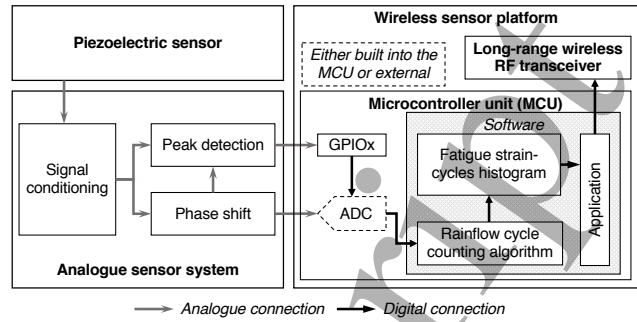 Piezoelectric sensor
Wireless sensor platform
Either built into the
MCU or external
Long-range wireless
RF transceiver
Microcontroller unit (MCU)
Software
Signal
conditioning
Peak detection
Phase shift
Analogue sensor system
GPIOx
ADC
Fatigue strain-
cycles histogram
Rainflow cycle
counting algorithm
Application
Analogue connection
Digital connection